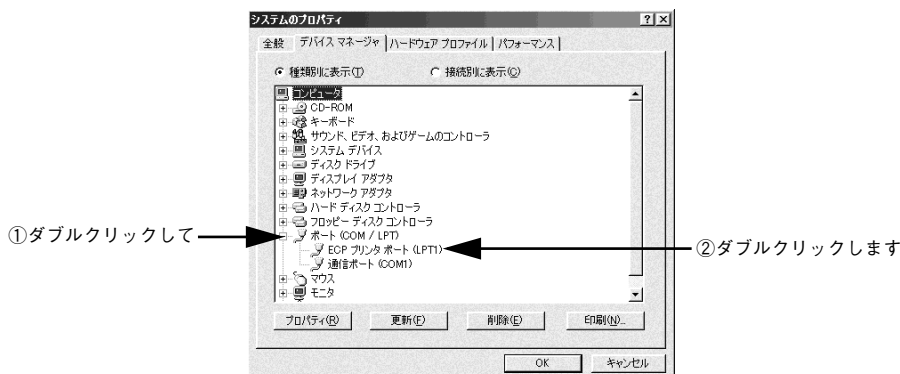 システムのプロパティ
全般 デバイス マネージャ ハードウェア プロファイル パフォーマンス
種類別に表示(T) 接続別に表示(C)
コンピュータ
CD-ROM
キーボード
サウンド、ビデオ、およびゲームのコントローラ
システム デバイス
ディスク ドライブ
ディスプレイ アダプタ
ネットワーク アダプタ
ハード ディスク コントローラ
フロッピー ディスク コントローラ
①ダブルクリックして ポート (COM / LPT)
ECP プリンタ ポート (LPT1) ②ダブルクリックします
通信ポート (COM1)
マウス
モニタ
プロパティ(R) 更新(F) 削除(E) 印刷(N)...
OK キャンセル